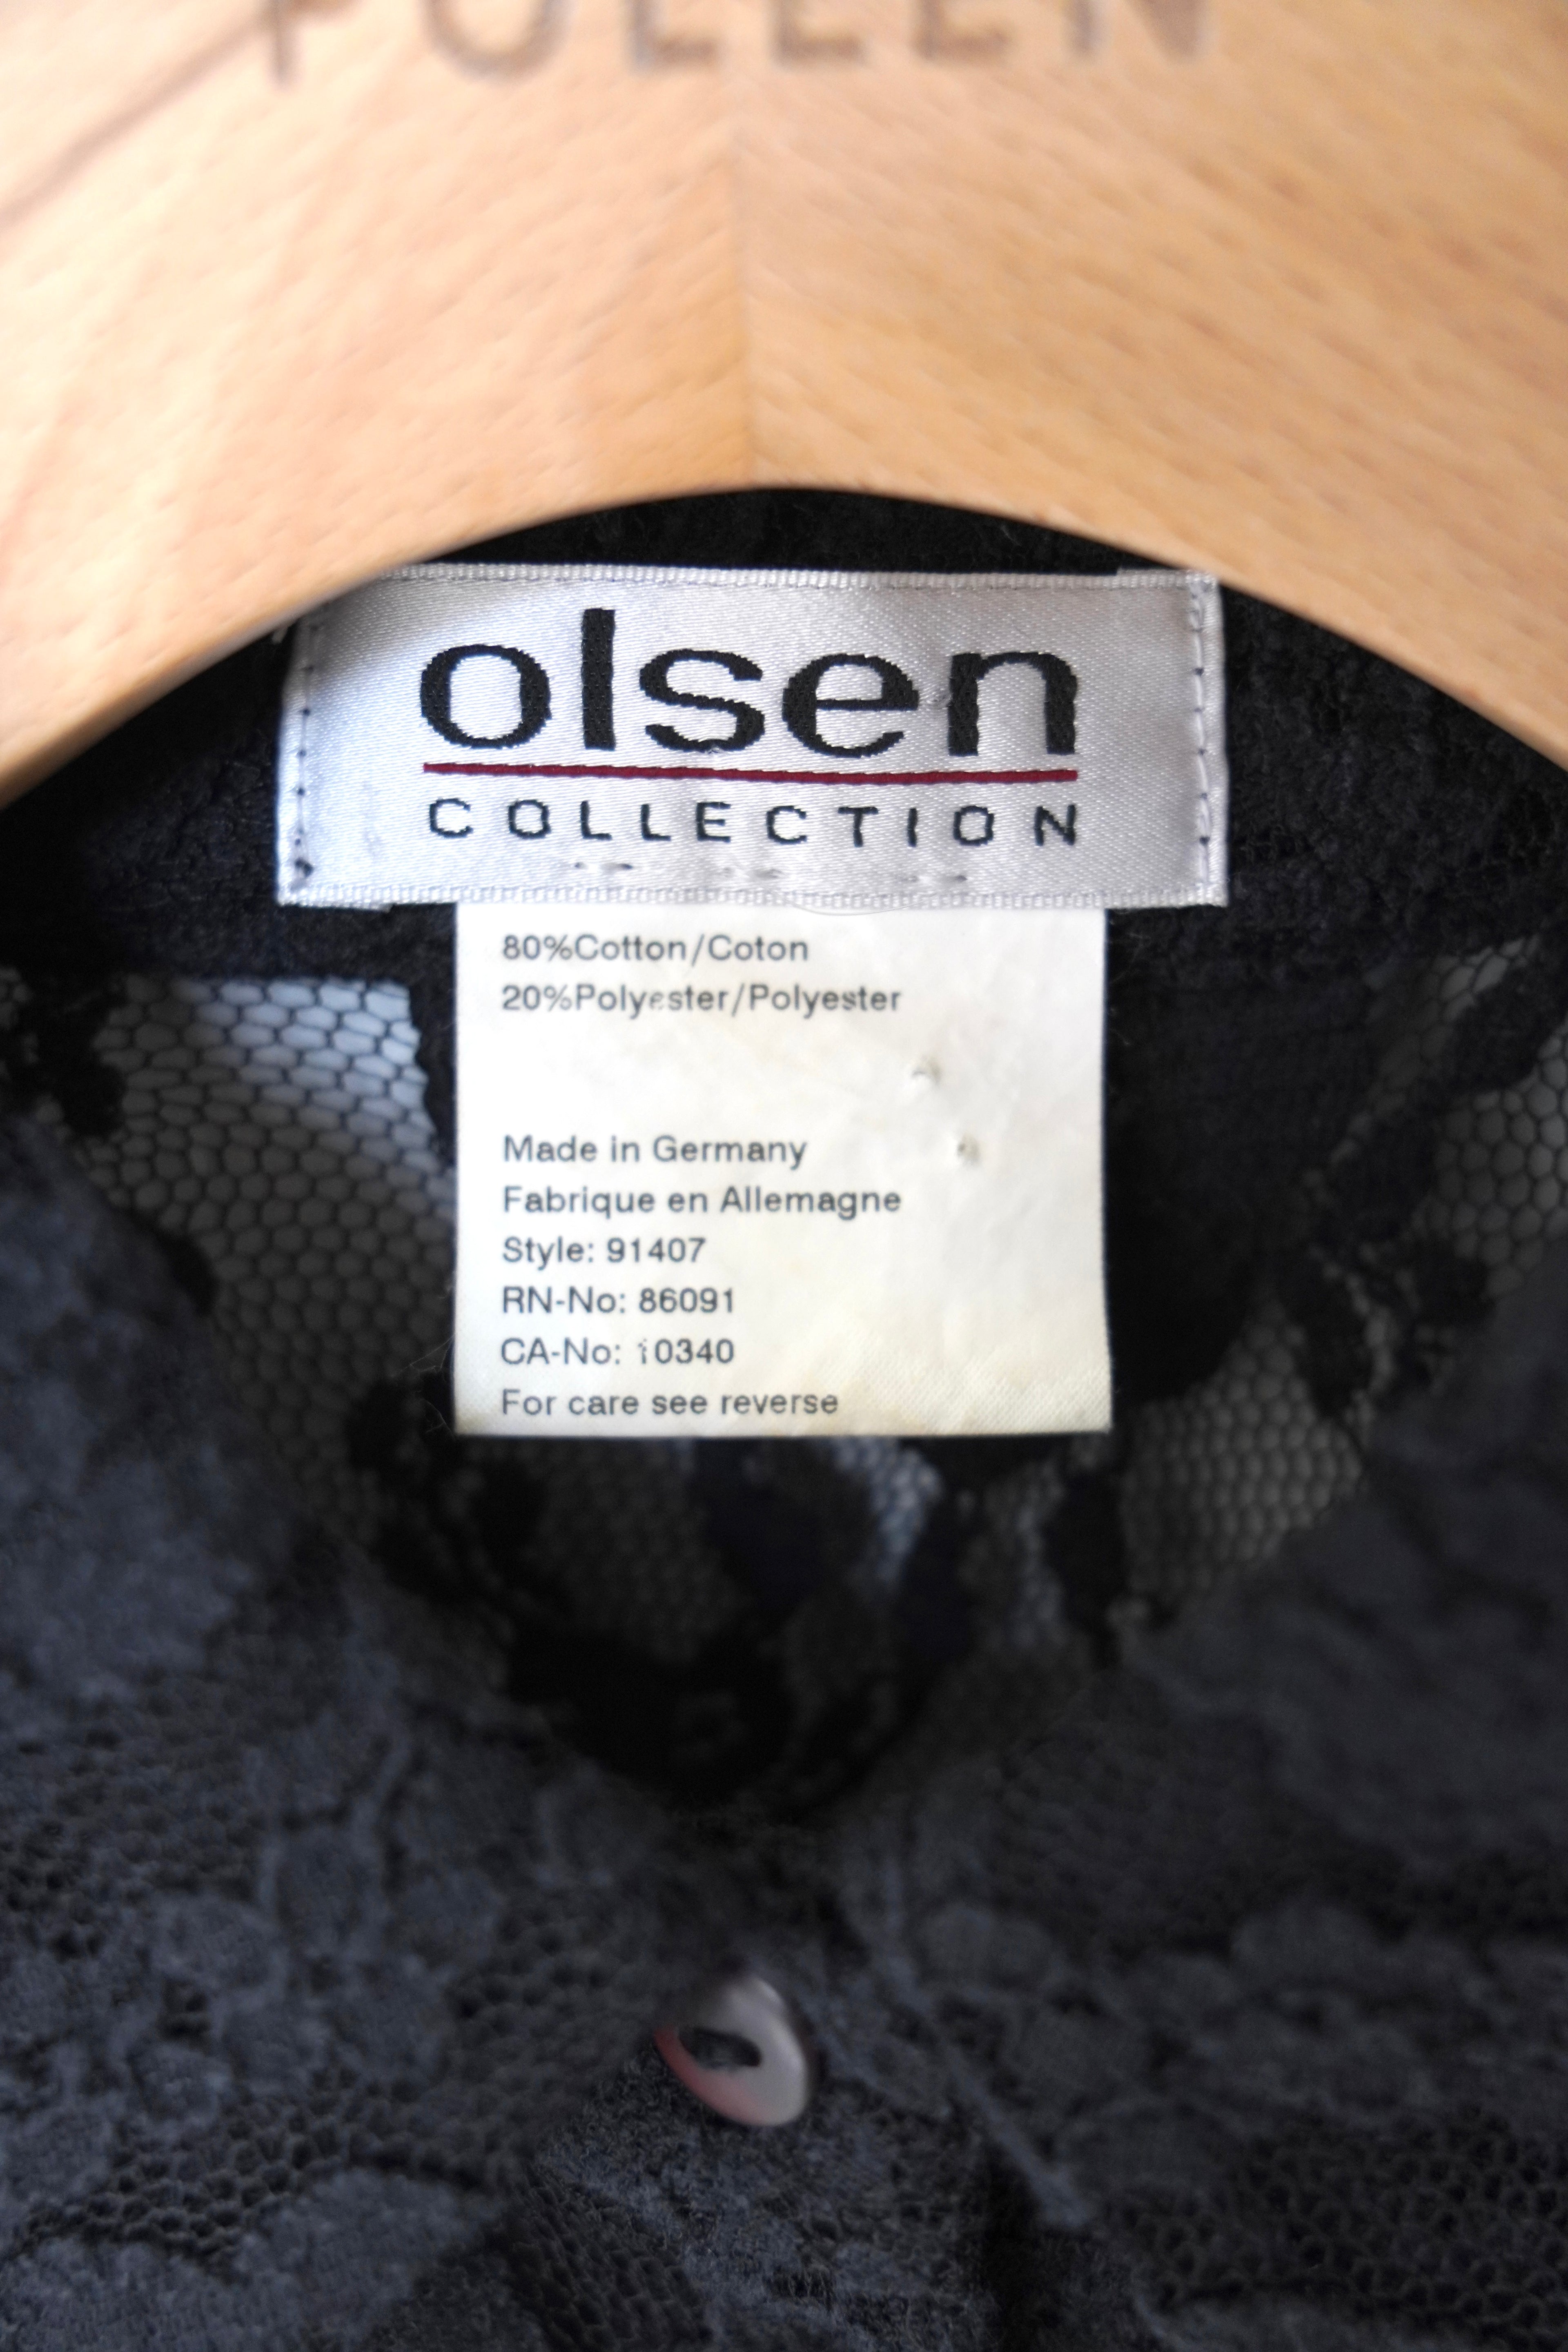 POLLEN
olsen
COLLECTION
80%Cotton/Coton
20%Polyester/Polyester
Made in Germany
Fabrique en Allemagne
Style: 91407
RN-No: 86091
CA-No: 10340
For care see reverse